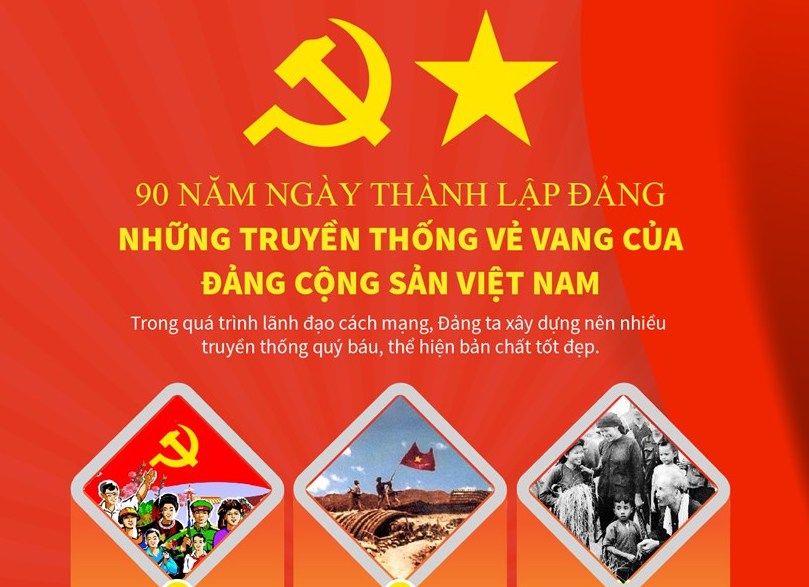 90 NĂM NGÀY THÀNH LẬP ĐẢNG
NHỮNG TRUYỀN THỐNG VẺ VANG CỦA
ĐẢNG CỘNG SẢN VIỆT NAM
Trong quá trình lãnh đạo cách mạng, Đảng ta xây dựng nên nhiều
truyền thống quý báu, thể hiện bản chất tốt đẹp.